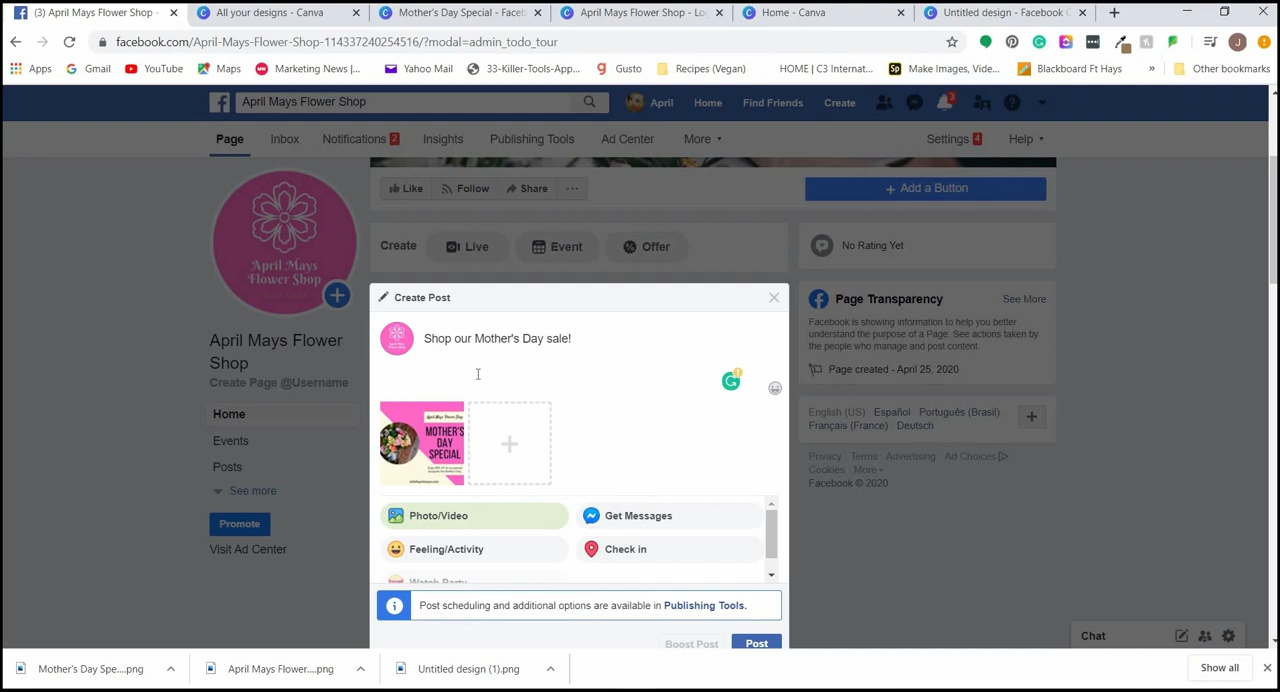 (3) April May's Flower Shop -
All your designs - Canva
Mother's Day Special - Faceb
April Mays Flower Shop - Lo
Home - Canva
Untitled design - Facebook C
facebook.com/April-Mays-Flower-Shop-114337240254516/?modal=admin_todo_tour
Apps
Gmail
YouTube
Maps
Marketing News |...
Yahoo Mail
33-Killer-Tools-App...
Gusto
Recipes (Vegan)
HOME | C3 Internat...
Make Images, Vide...
Blackboard Ft Hays
»
Other bookmarks
April Mays Flower Shop
April
Home
Find Friends
Create
3
Page
Inbox
Notifications 2
Insights
Publishing Tools
Ad Center
More
Settings 4
Help
Like
Follow
Share
+ Add a Button
Create
Live
Event
Offer
No Rating Yet
April Mays
Flower Shop
Create Post
Shop our Mother's Day sale!
Page Transparency
See More
Facebook is showing information to help you better
understand the purpose of a Page. See actions taken
by the people who manage and post content.
Page created - April 25, 2020
April Mays Flower
Shop
Create Page @Username
Home
Events
Posts
See more
Promote
Visit Ad Center
April Mays Flower Shop
MOTHER'S
DAY
SPECIAL
English (US) · Español · Português (Brasil) ·
Français (France) · Deutsch
Privacy · Terms · Advertising · Ad Choices
Cookies · More
Facebook © 2020
Photo/Video
Get Messages
Feeling/Activity
Check in
Watch Party
Post scheduling and additional options are available in Publishing Tools.
Boost Post
Post
Chat
Mother's Day Spe....png
April Mays Flower....png
Untitled design (1).png
Show all